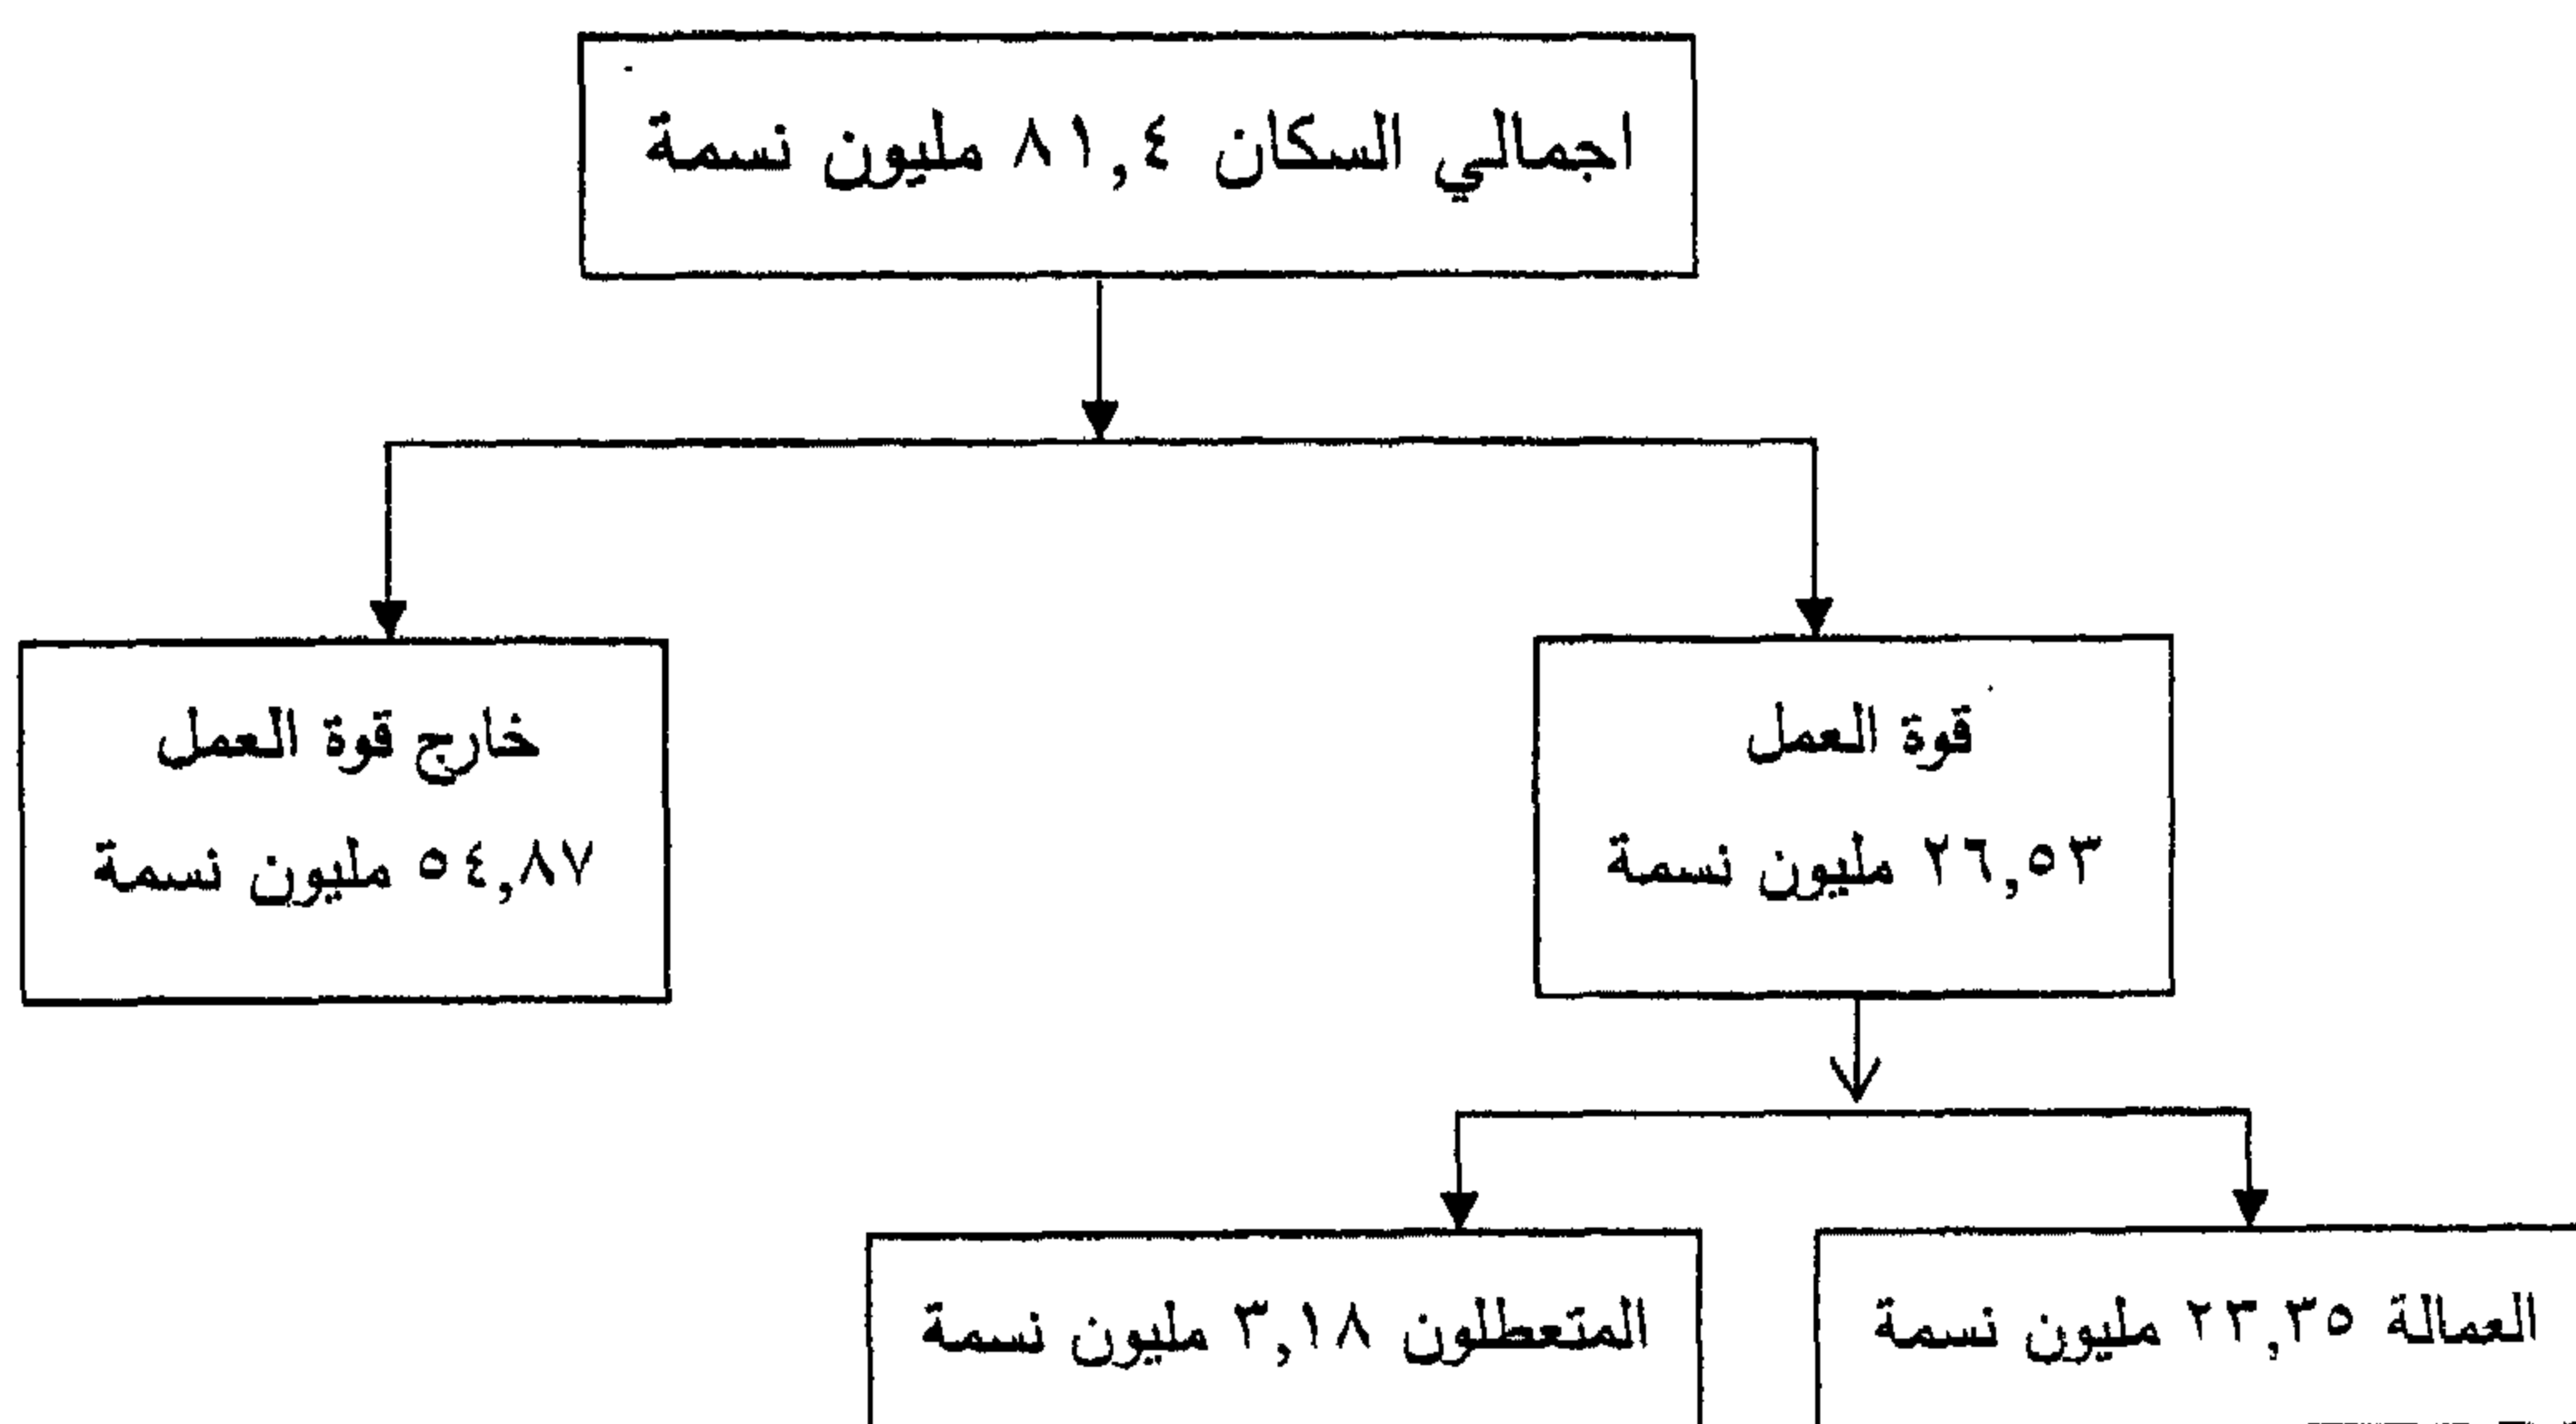 اجمالي السكان ٨١,٤ مليون نسمة
قوة العمل
٢٦,٥٣ مليون نسمة
خارج قوة العمل
٥٤,٨٧ مليون نسمة
العمالة ٢٣,٣٥ مليون نسمة
المتعطلون ٣,١٨ مليون نسمة